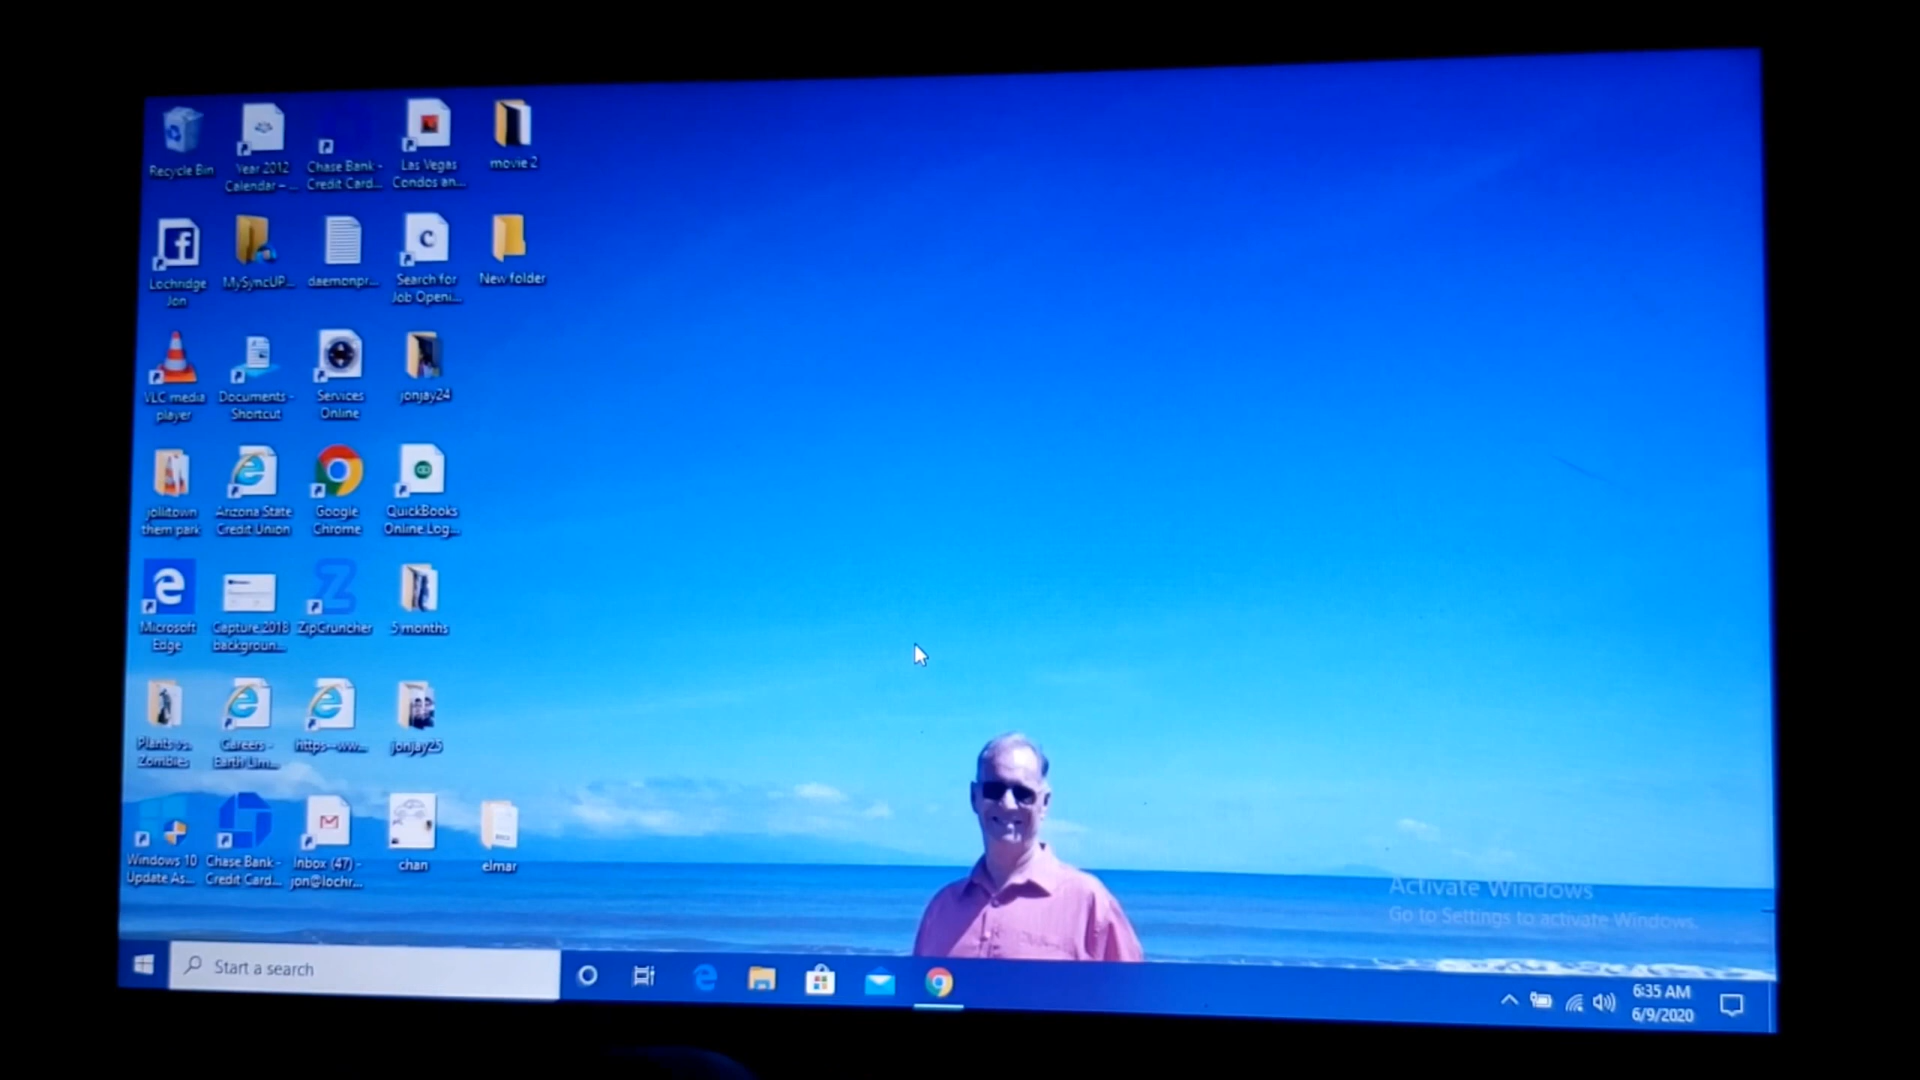 Recycle Bin
Year 2012
Calendar – ...
Chase Bank -
Credit Card...
Las Vegas
Condos an...
movie 2
Lochridge
Jon
MySyncUP...
daemonpr...
Search for
Job Openi...
New folder
VLC media
player
Documents -
Shortcut
Services
Online
jonjay24
jollitown
them park
Arizona State
Credit Union
Google
Chrome
QuickBooks
Online Log...
Microsoft
Edge
Capture 2018
backgroun...
ZipCruncher
5 months
Plants vs.
Zombies
Careers -
Earth Lim...
https--ww...
jonjay25
Windows 10
Update As...
Chase Bank -
Credit Card...
Inbox (47) -
jon@lochr...
chan
elmar
Activate Windows
Go to Settings to activate Windows.
Start a search
6:35 AM
6/9/2020